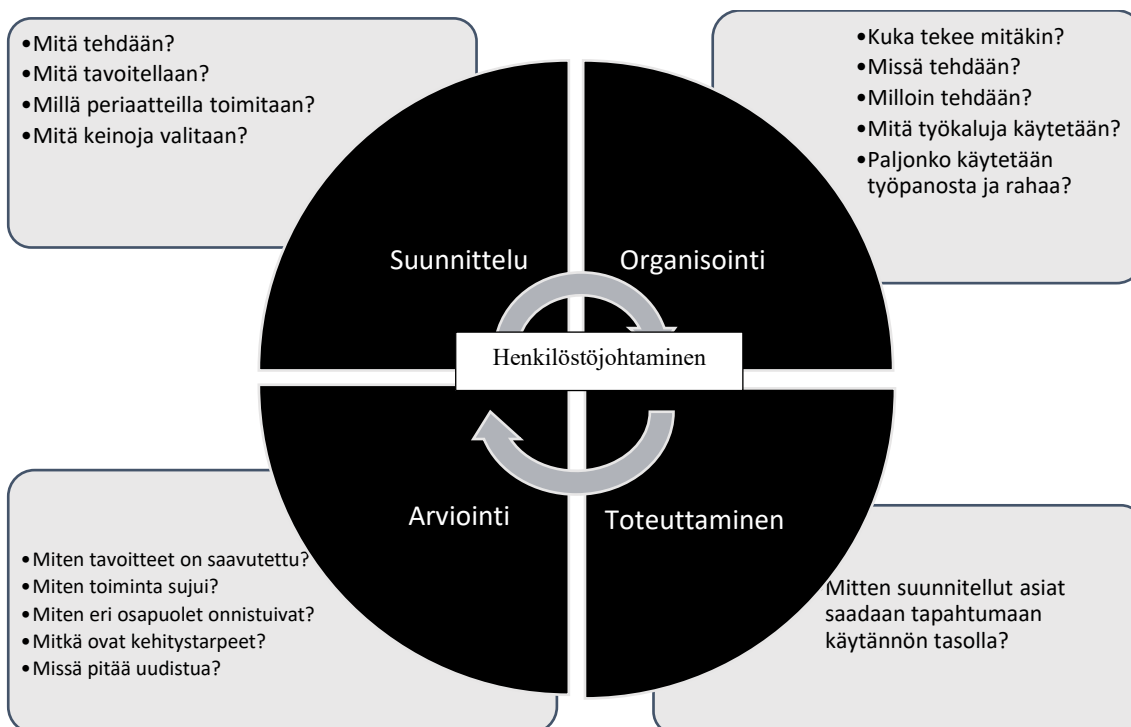 •Mitä tehdään?
•Mitä tavoitellaan?
•Millä periaatteilla toimitaan?
•Mitä keinoja valitaan?
•Kuka tekee mitäkin?
•Missä tehdään?
•Milloin tehdään?
•Mitä työkaluja käytetään?
•Paljonko käytetään
työpanosta ja rahaa?
Suunnittelu
Organisointi
Henkilöstöjohtaminen
Arviointi
Toteuttaminen
•Miten tavoitteet on saavutettu?
•Miten toiminta sujui?
•Miten eri osapuolet onnistuivat?
•Mitkä ovat kehitystarpeet?
•Missä pitää uudistua?
Mitten suunnitellut asiat
saadaan tapahtumaan
käytännön tasolla?